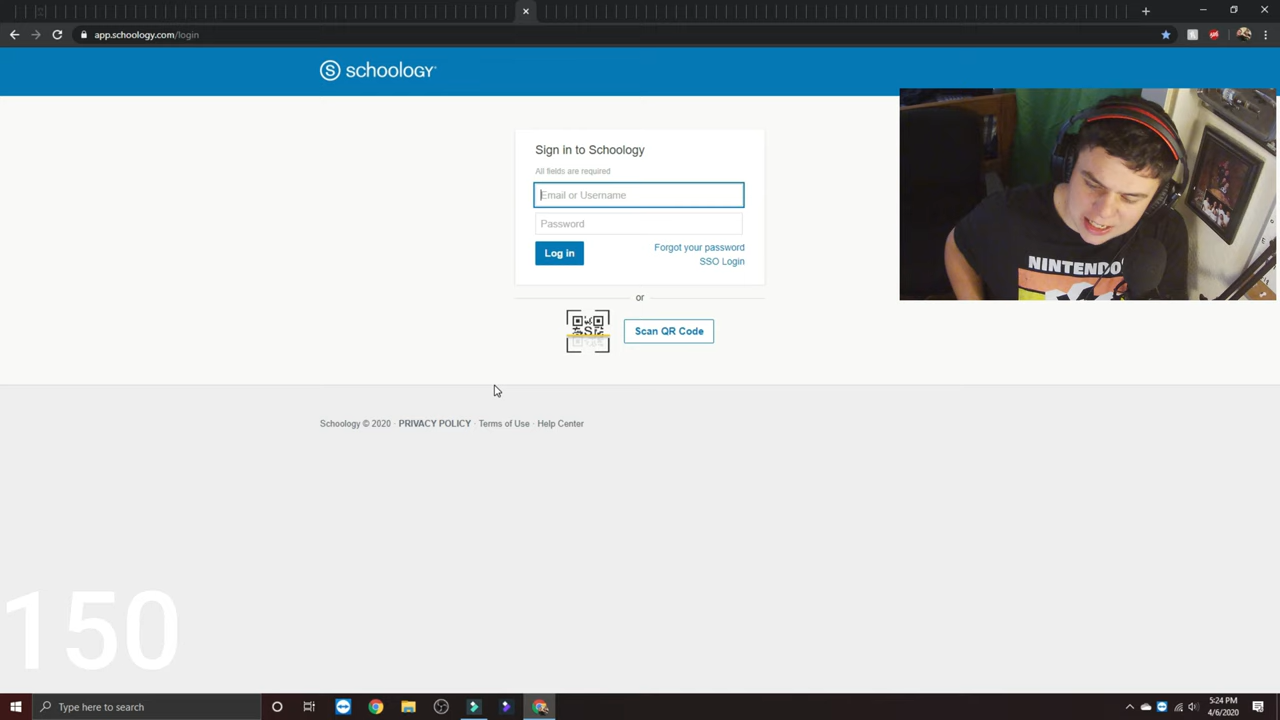 app.schoology.com/login
S schoology
Sign in to Schoology
All fields are required
Email or Username
Password
Log in
Forgot your password
SSO Login
or
S
Scan QR Code
NINTENDO
Schoology © 2020 · PRIVACY POLICY · Terms of Use · Help Center
150
Type here to search
5:24 PM
4/6/2020